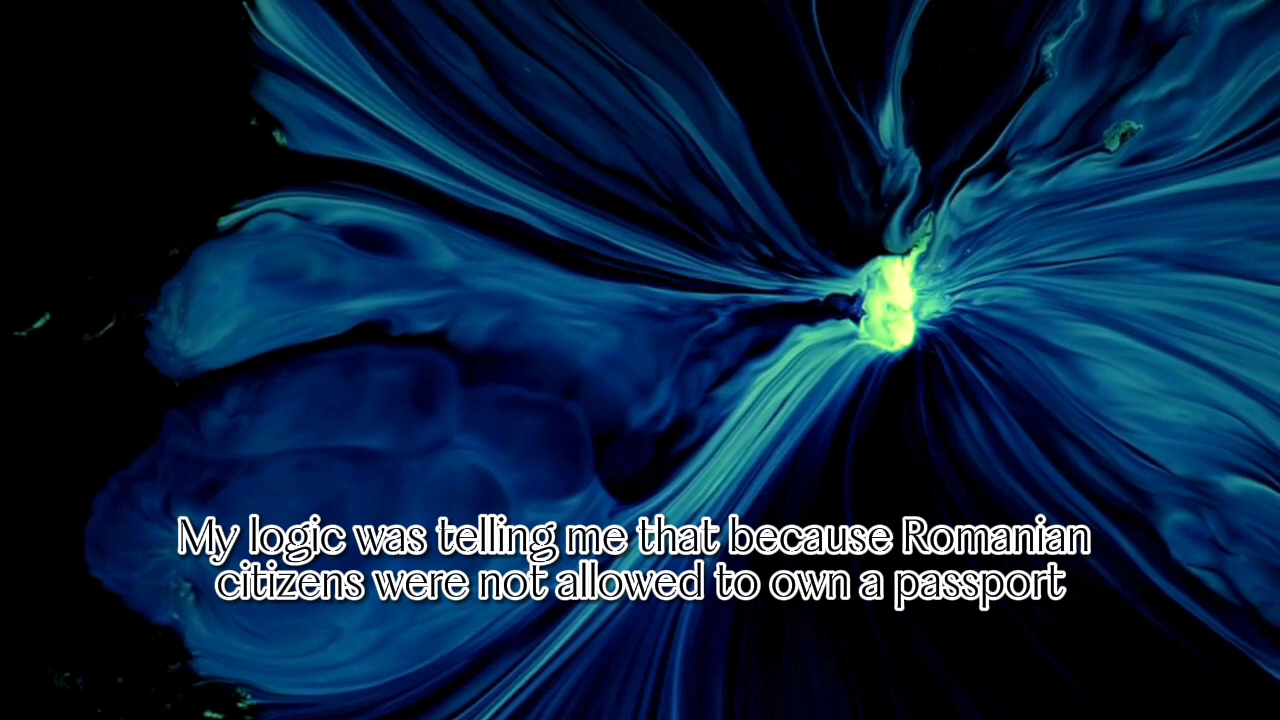 My logic was telling me that because Romanian
citizens were not allowed to own a passport